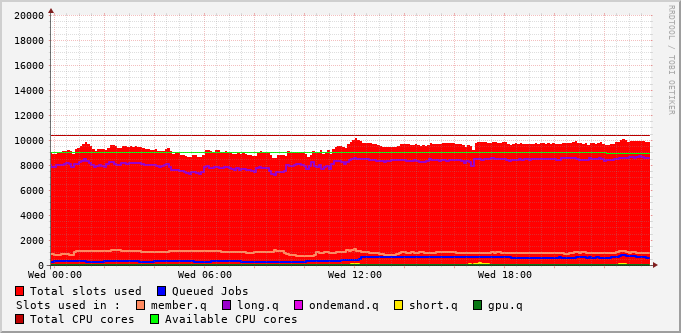 20000
18000
16000
14000
12000
10000
8000
6000
4000
2000
0
Wed 00:00 Wed 06:00 Wed 12:00 Wed 18:00
Total slots used Queued Jobs
Slots used in : member.q long.q ondemand.q short.q gpu.q
Total CPU cores Available CPU cores
RRDTOOL / TOBI OETIKER